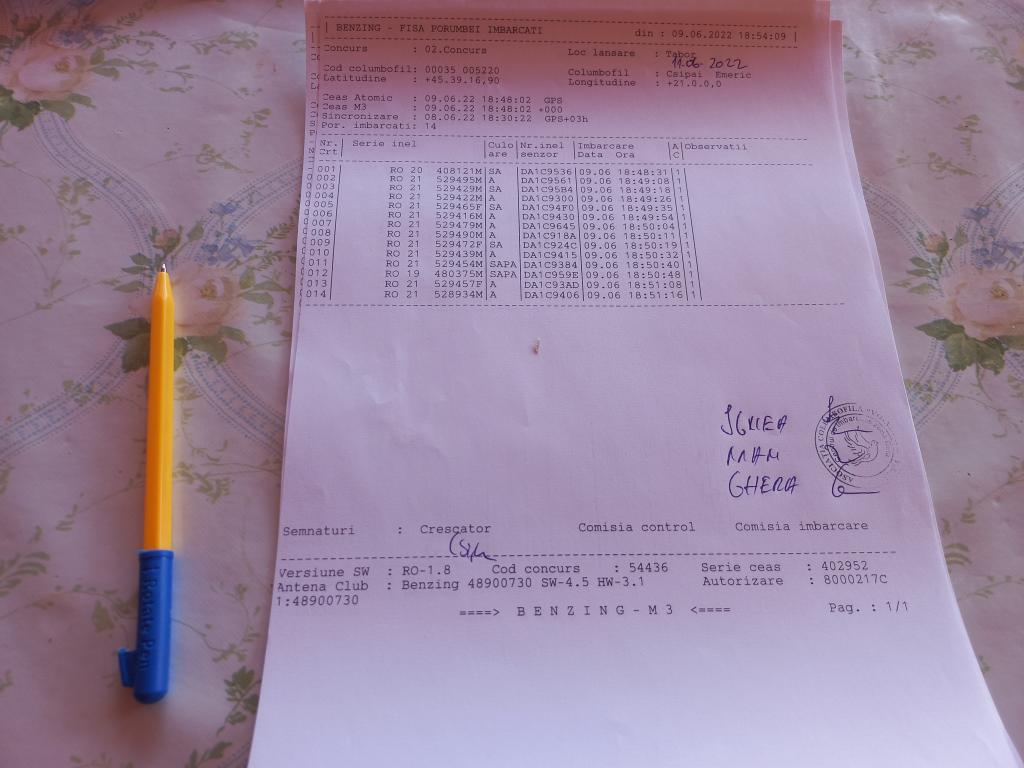 | BENZING - FISA PORUMBEI IMBARCATI din : 09.06.2022 18:54:09 |
Concurs : 02.Concurs Loc lansare : Tabor
11.06.2022
Cod columbofil: 00035 005220 Columbofil : Csipai Emeric
Latitudine : +45.39.16,90 Longitudine : +21.0.0,0
Ceas Atomic : 09.06.22 18:48:02 GPS
Ceas M3 : 09.06.22 18:48:02 +000
Sincronizare : 08.06.22 18:30:22 GPS+03h
Por. imbarcati: 14
Nr. | Serie inel |Culo |Nr.inel |Imbarcare |A |Observatii
Crt| |are |senzor |Data Ora |C|
001| RO 20 408121M|SA |DA1C9536|09.06 18:48:31|1|
002| RO 21 529495M|A |DA1C9561|09.06 18:49:08|1|
003| RO 21 529429M|SA |DA1C95B4|09.06 18:49:18|1|
004| RO 21 529422M|A |DA1C9300|09.06 18:49:26|1|
005| RO 21 529465F|SA |DA1C94F0|09.06 18:49:35|1|
006| RO 21 529416M|A |DA1C9430|09.06 18:49:54|1|
007| RO 21 529479M|A |DA1C9645|09.06 18:50:04|1|
008| RO 21 529490M|A |DA1C918A|09.06 18:50:11|1|
009| RO 21 529472F|SA |DA1C924C|09.06 18:50:19|1|
010| RO 21 529439M|A |DA1C9415|09.06 18:50:32|1|
011| RO 21 529454M|SAPA|DA1C9384|09.06 18:50:40|1|
012| RO 19 480375M|SAPA|DA1C959E|09.06 18:50:48|1|
013| RO 21 529457F|A |DA1C93AD|09.06 18:51:08|1|
014| RO 21 528934M|A |DA1C9406|09.06 18:51:16|1|
GHERA
ASOCIATIA COLUMBOFILA
Semnaturi : Crescator Comisia control Comisia imbarcare
Versiune SW : RO-1.8 Cod concurs : 54436 Serie ceas : 402952
Antena Club : Benzing 48900730 SW-4.5 HW-3.1 Autorizare : 8000217C
1:48900730
====> B E N Z I N G - M 3 <==== Pag. : 1/1
Rotate Pen